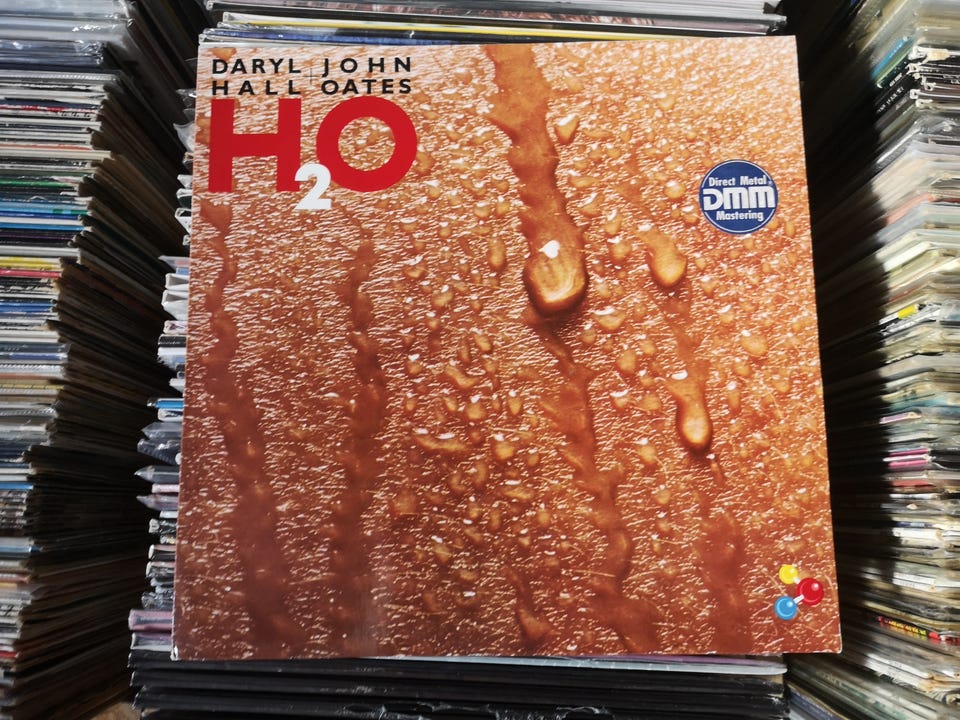 DARYL + JOHN
HALL OATES
H2O
Direct Metal
DMM
Mastering